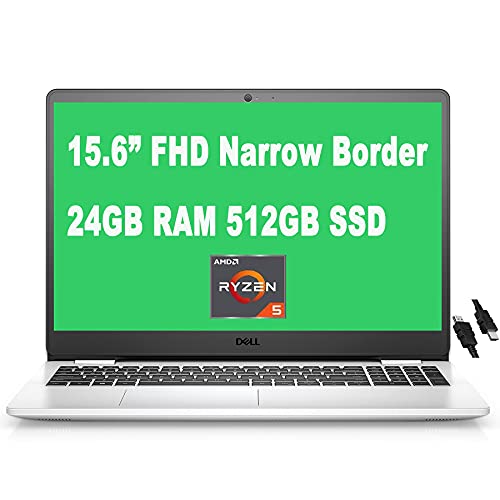 15.6” FHD Narrow Border
24GB RAM 512GB SSD
AMD
RYZEN
5
DELL